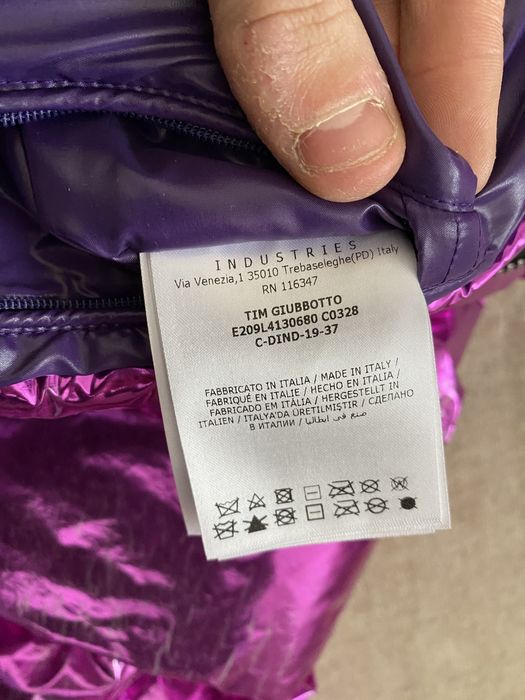 INDUSTRIES
Via Venezia,1 35010 Trebaseleghe(PD) Italy
RN 116347
TIM GIUBBOTTO
E209L4130680 C0328
C-DIND-19-37
FABBRICATO IN ITALIA / MADE IN ITALY /
FABRIQUÉ EN ITALIE / HECHO EN ITALIA /
FABRICADO EM ITÁLIA / HERGESTELLT IN
ITALIEN / ITALYA'DA ÜRETILMIŞTIR / СДЕЛАНО
В ИТАЛИИ / صنع في ايطاليا